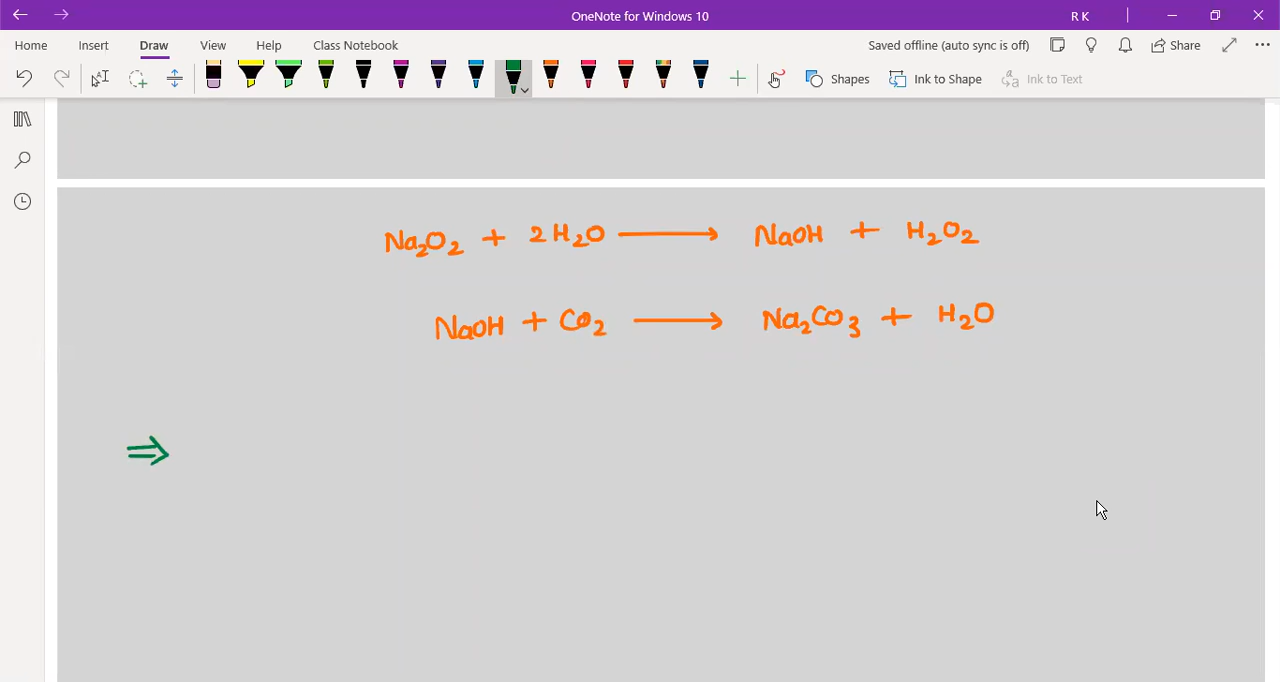 OneNote for Windows 10
R K
Home Insert Draw View Help Class Notebook
Saved offline (auto sync is off) Share
Shapes Ink to Shape Ink to Text
Na₂O₂ + 2H₂O ⟶ NaOH + H₂O₂
NaOH + Co₂ ⟶ Na₂Co₃ + H₂O
⇒